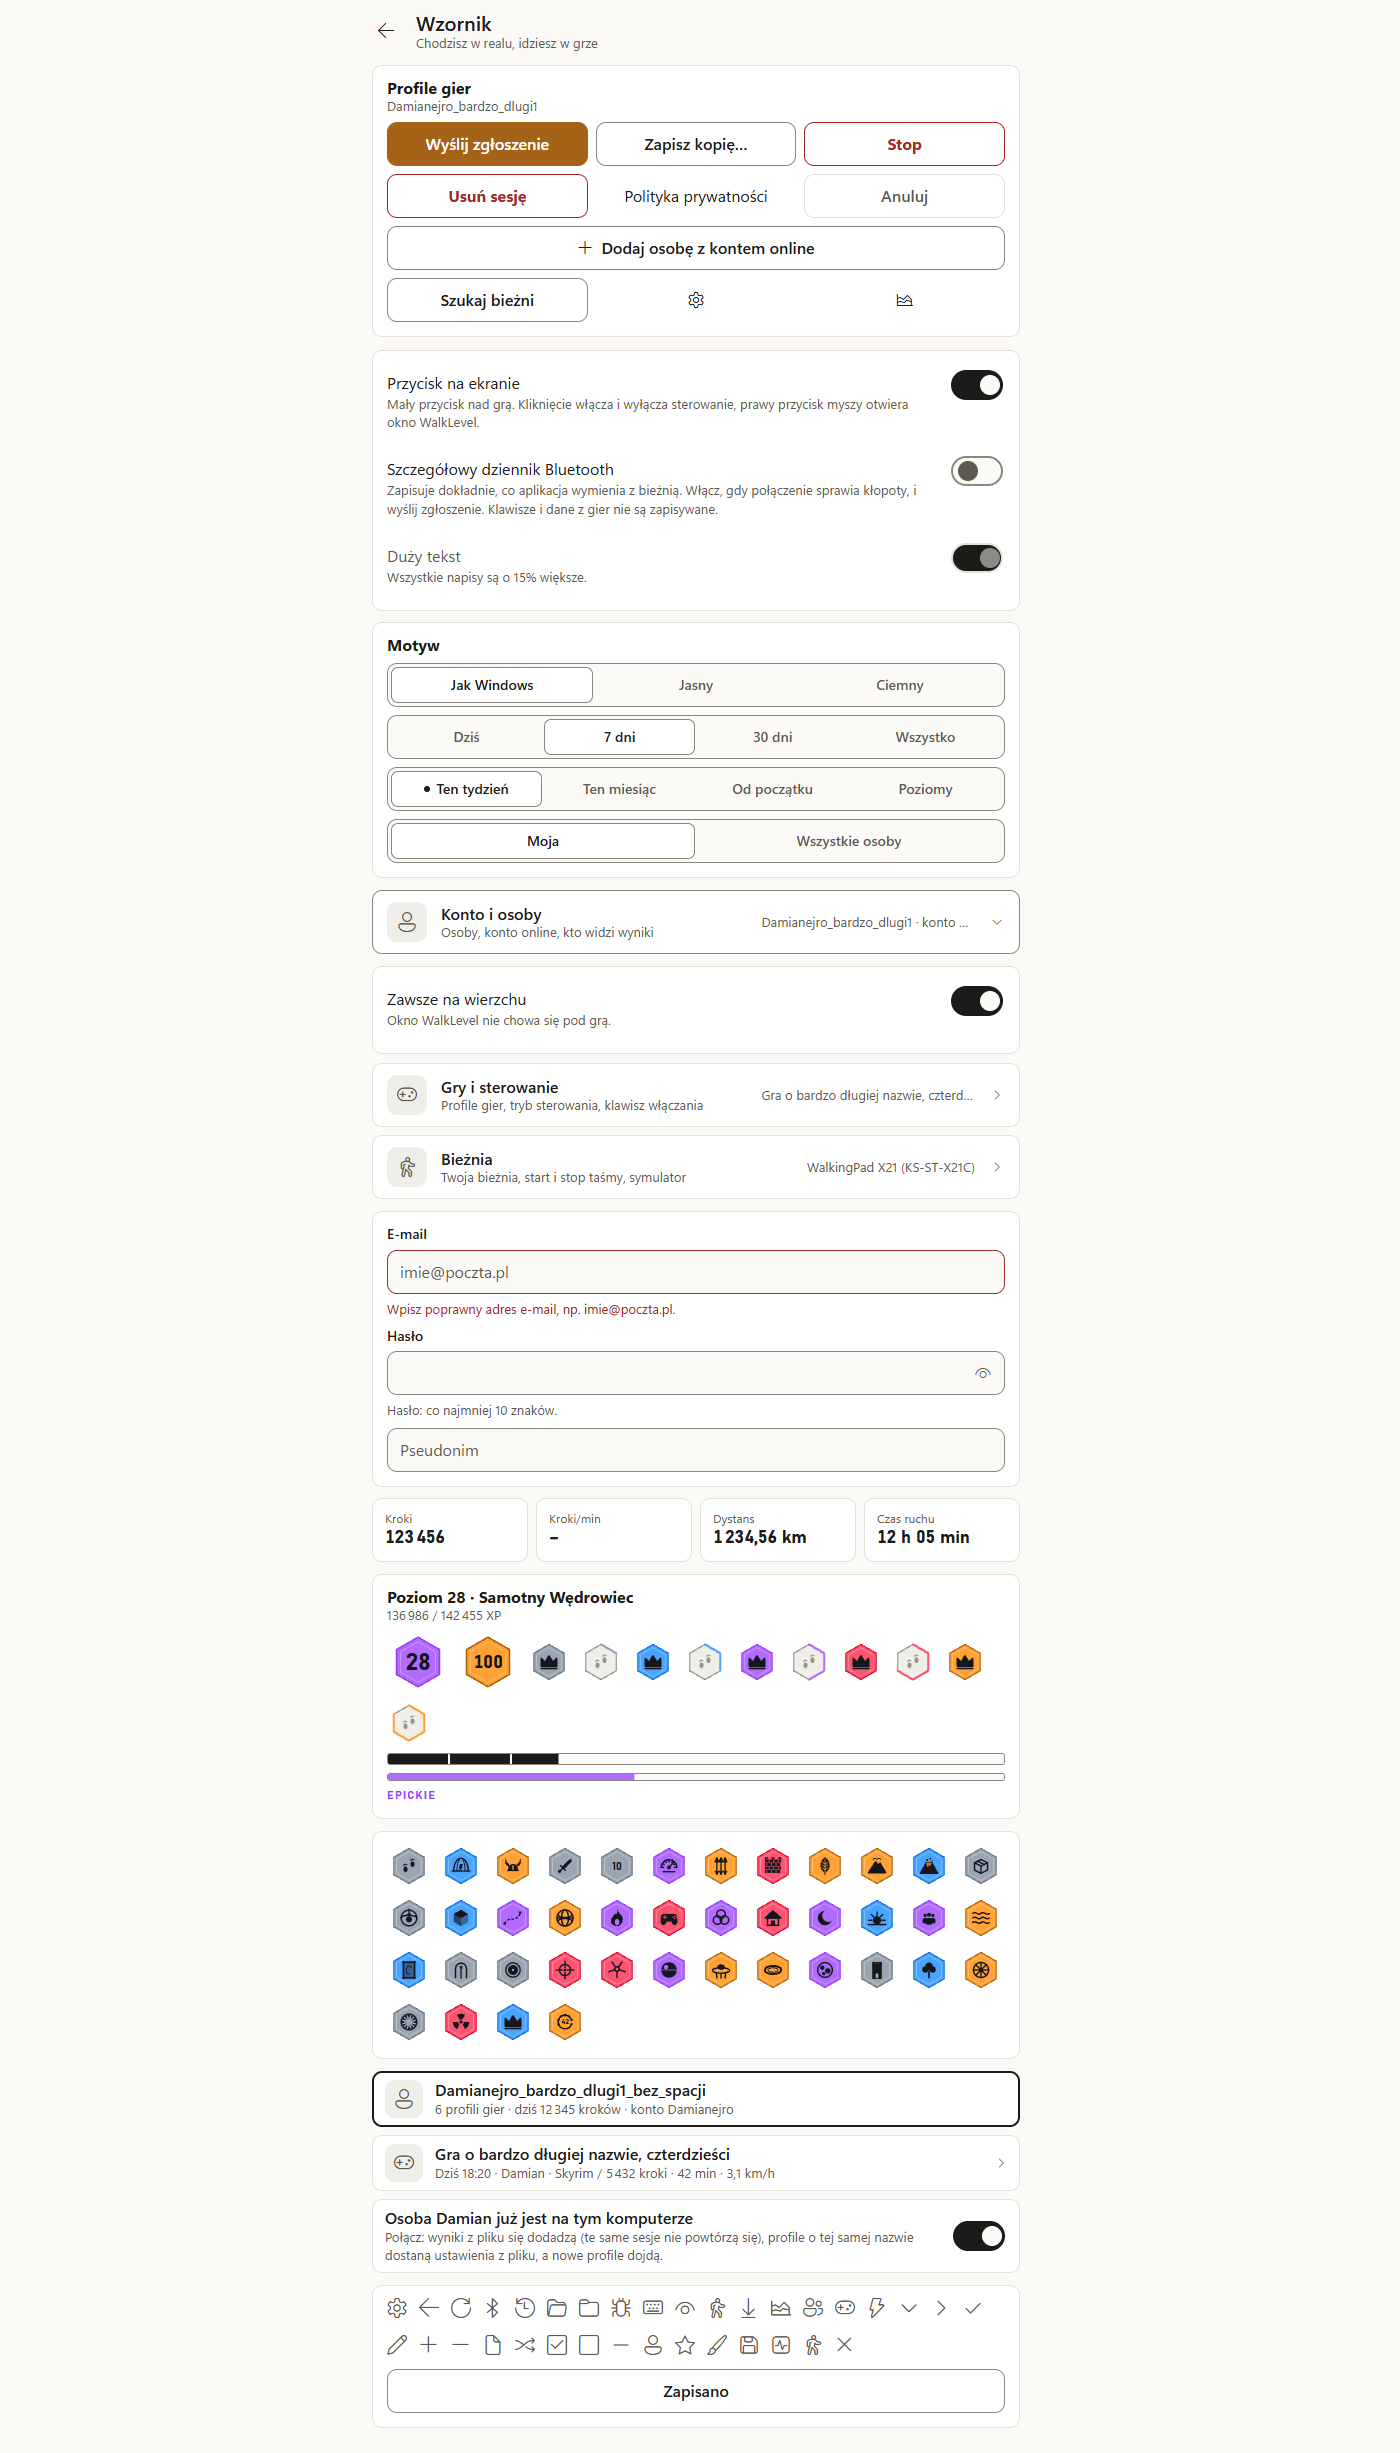 Wzornik
Chodzisz w realu, idziesz w grze
Profile gier
Damianejro_bardzo_dlugi1
Wyślij zgłoszenie
Zapisz kopię...
Stop
Usuń sesję
Polityka prywatności
Anuluj
Dodaj osobę z kontem online
Szukaj bieżni
Przycisk na ekranie
Mały przycisk nad grą. Kliknięcie włącza i wyłącza sterowanie, prawy przycisk myszy otwiera
okno WalkLevel.
Szczegółowy dziennik Bluetooth
Zapisuje dokładnie, co aplikacja wymienia z bieżnią. Włącz, gdy połączenie sprawia kłopoty, i
wyślij zgłoszenie. Klawisze i dane z gier nie są zapisywane.
Duży tekst
Wszystkie napisy są o 15% większe.
Motyw
Jak Windows
Jasny
Ciemny
Dziś
7 dni
30 dni
Wszystko
• Ten tydzień
Ten miesiąc
Od początku
Poziomy
Moja
Wszystkie osoby
Konto i osoby
Osoby, konto online, kto widzi wyniki
Damianejro_bardzo_dlugi1 · konto ...
Zawsze na wierzchu
Okno WalkLevel nie chowa się pod grą.
Gry i sterowanie
Profile gier, tryb sterowania, klawisz włączania
Gra o bardzo długiej nazwie, czterd...
Bieżnia
Twoja bieżnia, start i stop taśmy, symulator
WalkingPad X21 (KS-ST-X21C)
E-mail
imie@poczta.pl
Wpisz poprawny adres e-mail, np. imie@poczta.pl.
Hasło
Hasło: co najmniej 10 znaków.
Pseudonim
Kroki
123 456
Kroki/min
–
Dystans
1 234,56 km
Czas ruchu
12 h 05 min
Poziom 28 · Samotny Wędrowiec
136 986 / 142 455 XP
28
100
EPICKIE
10
42
Damianejro_bardzo_dlugi1_bez_spacji
6 profili gier · dziś 12 345 kroków · konto Damianejro
Gra o bardzo długiej nazwie, czterdzieści
Dziś 18:20 · Damian · Skyrim / 5 432 kroki · 42 min · 3,1 km/h
Osoba Damian już jest na tym komputerze
Połącz: wyniki z pliku się dodadzą (te same sesje nie powtórzą się), profile o tej samej nazwie
dostaną ustawienia z pliku, a nowe profile dojdą.
Zapisano